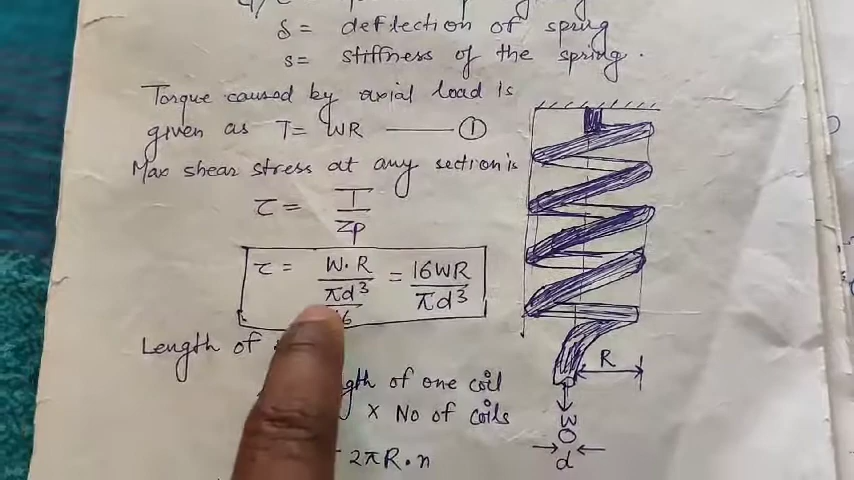 δ = deflection of spring
s = stiffness of the spring.
Torque caused by axial load is
given as T = WR ——— ①
Max shear stress at any section is
τ = T / Zp
τ = W.R / (πd³/16) = 16WR / πd³
Length of
length of one coil
x No of coils
2πR.n
R
W
d